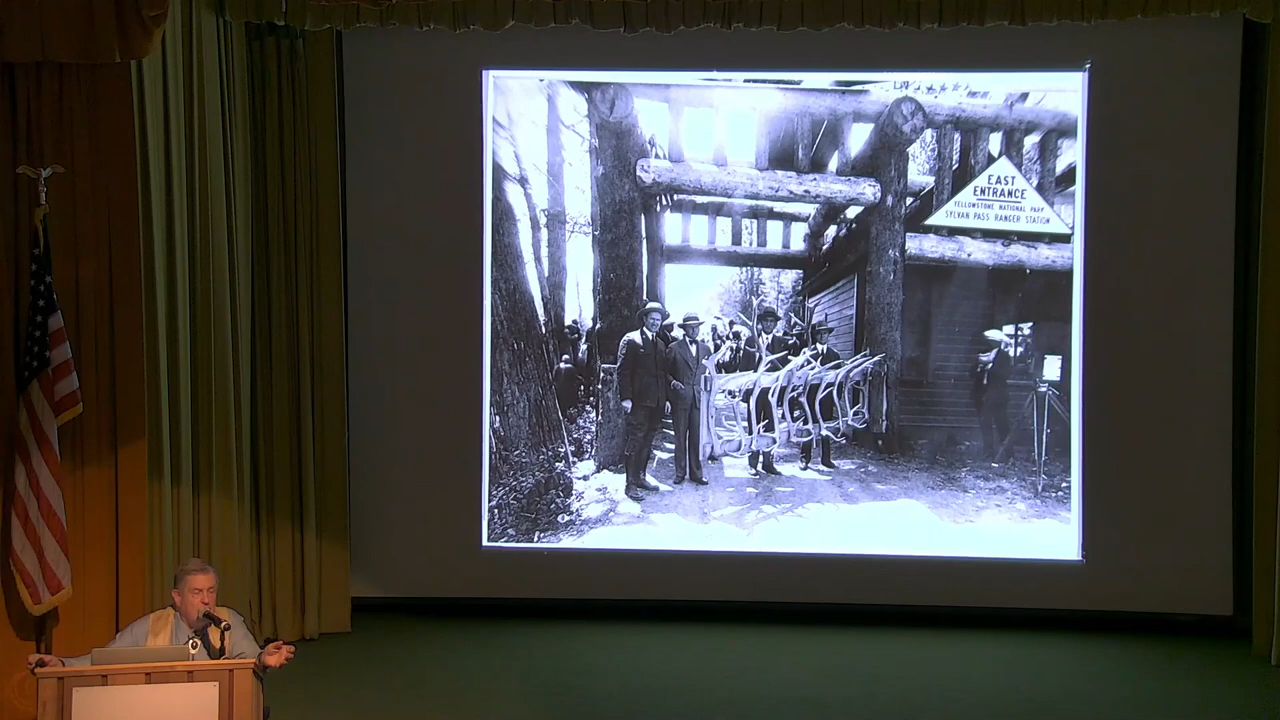 EAST
ENTRANCE
YELLOWSTONE NATIONAL PARK
SYLVAN PASS RANGER STATION